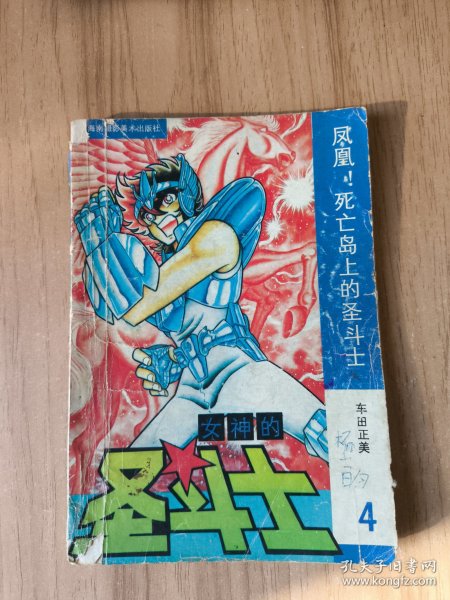 海南摄影美术出版社
凤凰！死亡岛上的圣斗士
车田正美
女神的
圣斗士
4
孔夫子旧书网
www.kongfz.com